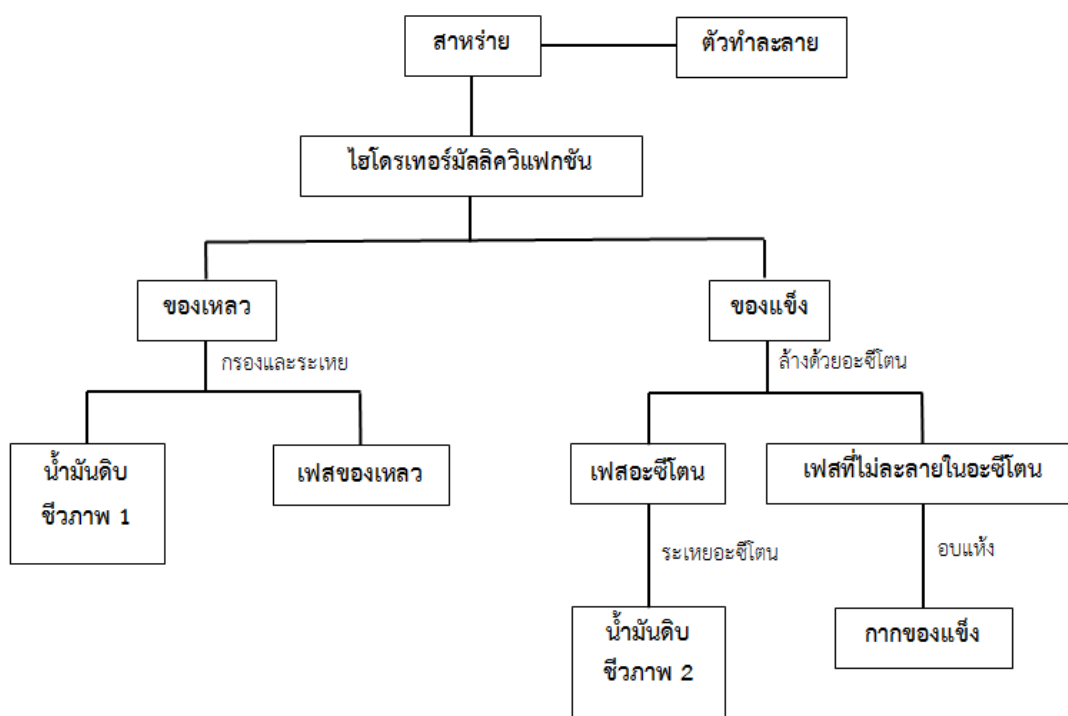 สาหร่าย
ตัวทำละลาย
ไฮโดรเทอร์มัลลิควิแฟกชัน
ของเหลว
ของแข็ง
กรองและระเหย
ล้างด้วยอะซีโตน
น้ำมันดิบ
ชีวภาพ 1
เฟสของเหลว
เฟสอะซีโตน
เฟสที่ไม่ละลายในอะซีโตน
ระเหยอะซีโตน
อบแห้ง
น้ำมันดิบ
ชีวภาพ 2
กากของแข็ง